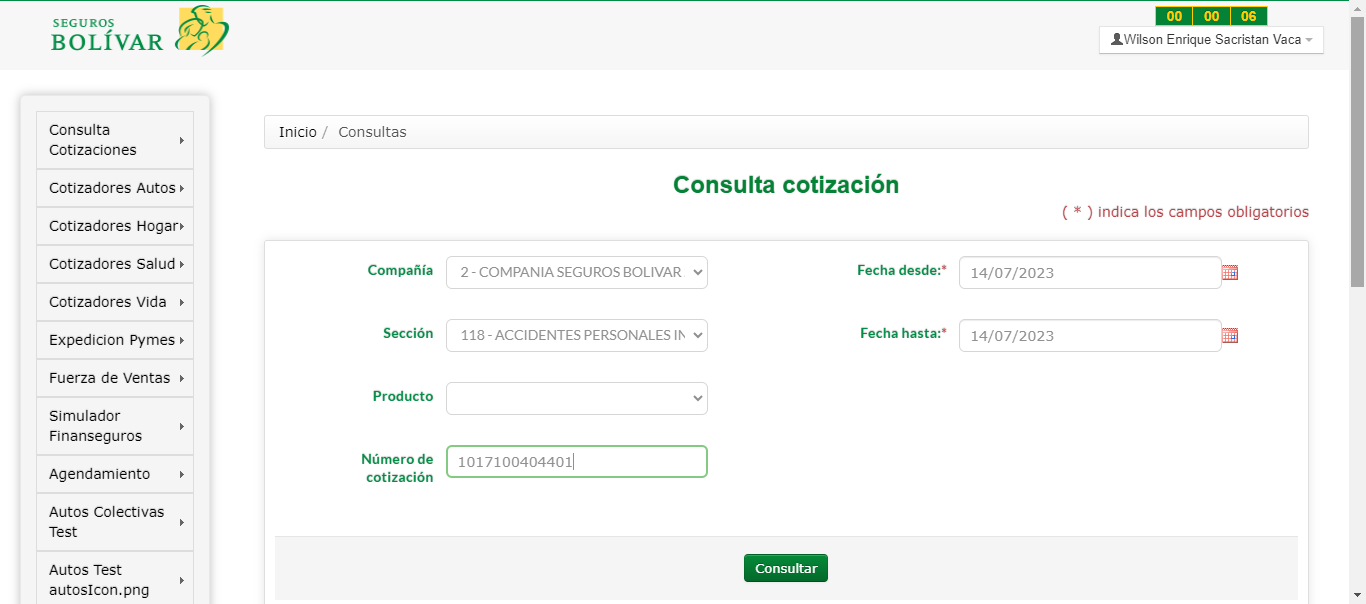 SEGUROS
BOLÍVAR
00 00 06
Wilson Enrique Sacristan Vaca
Consulta
Cotizaciones
Cotizadores Autos
Cotizadores Hogar
Cotizadores Salud
Cotizadores Vida
Expedicion Pymes
Fuerza de Ventas
Simulador
Finanseguros
Agendamiento
Autos Colectivas
Test
Autos Test
autosIcon.png
Inicio / Consultas
Consulta cotización
( * ) indica los campos obligatorios
Compañía 2 - COMPANIA SEGUROS BOLIVAR
Fecha desde:* 14/07/2023
Sección 118 - ACCIDENTES PERSONALES IN
Fecha hasta:* 14/07/2023
Producto
Número de
cotización
1017100404401
Consultar